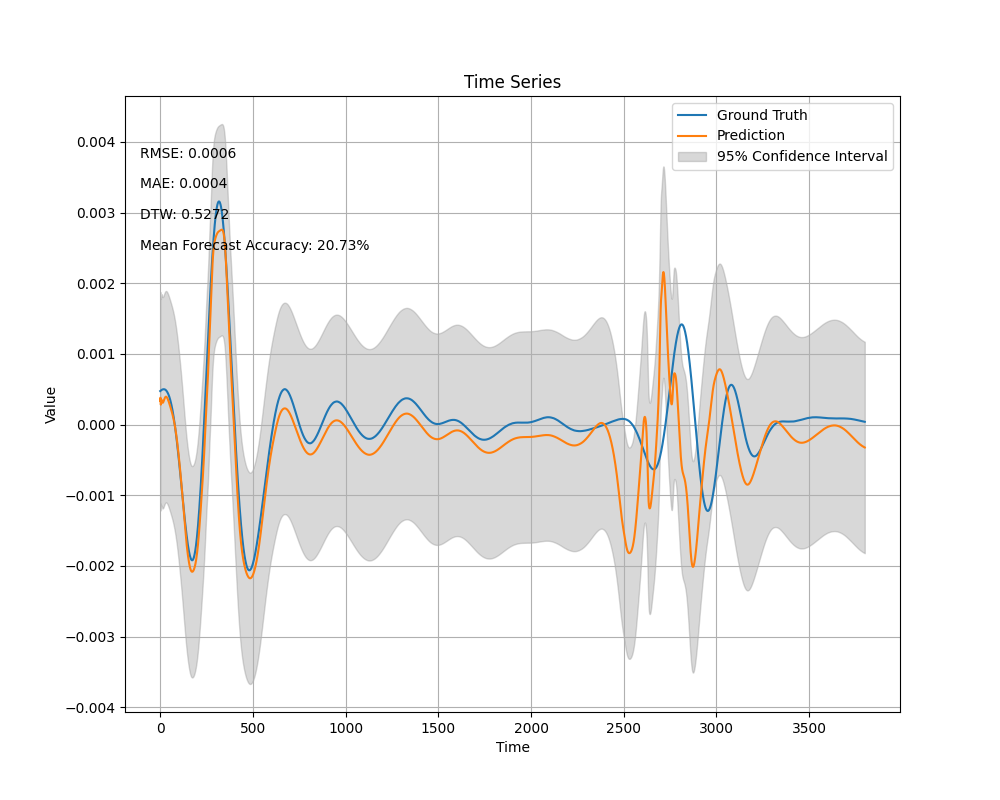 Time Series
Ground Truth
Prediction
95% Confidence Interval
RMSE: 0.0006
MAE: 0.0004
DTW: 0.5272
Mean Forecast Accuracy: 20.73%
Value
0.004
0.003
0.002
0.001
0.000
−0.001
−0.002
−0.003
−0.004
0 500 1000 1500 2000 2500 3000 3500
Time